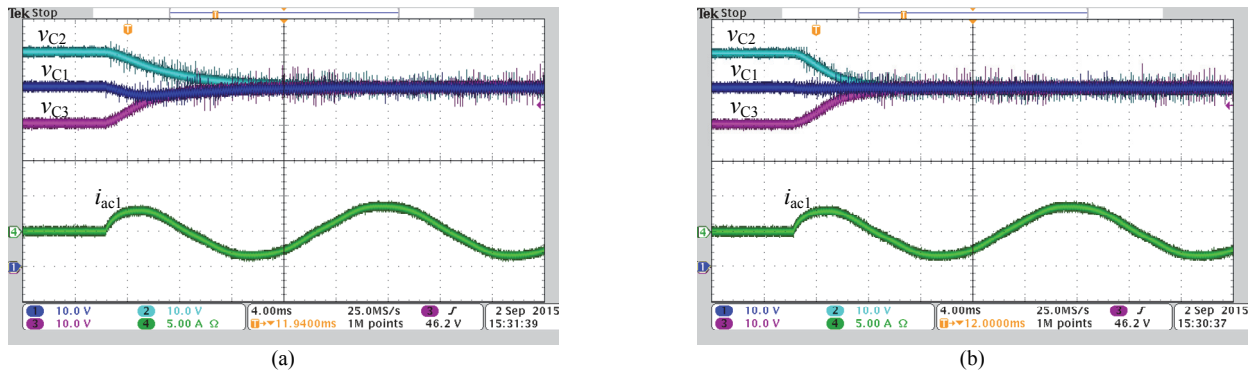 Tek Stop
T
vC2
vC1
vC3
iac1
4
1
1 10.0 V 2 10.0 V
3 10.0 V 4 5.00 A Ω
4.00ms 25.0MS/s
T→▾11.9400ms 1M points
3 ʃ
46.2 V
2 Sep 2015
15:31:39
(a)
Tek Stop
T
vC2
vC1
vC3
iac1
4
1
1 10.0 V 2 10.0 V
3 10.0 V 4 5.00 A Ω
4.00ms 25.0MS/s
T→▾12.0000ms 1M points
3 ʃ
46.2 V
2 Sep 2015
15:30:37
(b)